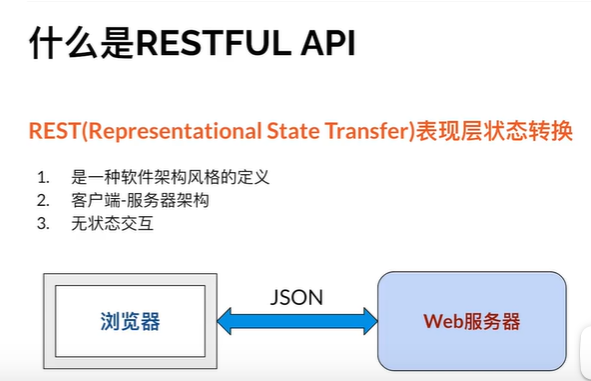 什么是RESTFUL API
REST(Representational State Transfer)表现层状态转换
1. 是一种软件架构风格的定义
2. 客户端-服务器架构
3. 无状态交互
JSON
浏览器
Web服务器